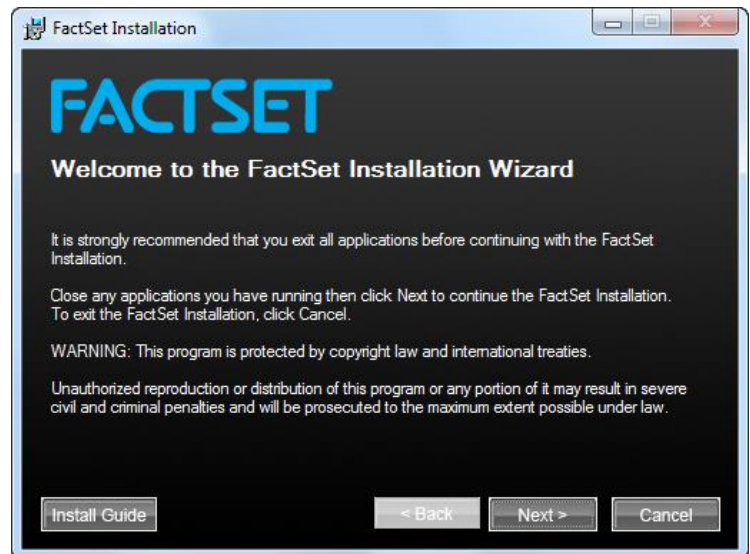 FactSet Installation
FACTSET
Welcome to the FactSet Installation Wizard
It is strongly recommended that you exit all applications before continuing with the FactSet
Installation.
Close any applications you have running then click Next to continue the FactSet Installation.
To exit the FactSet Installation, click Cancel.
WARNING: This program is protected by copyright law and international treaties.
Unauthorized reproduction or distribution of this program or any portion of it may result in severe
civil and criminal penalties and will be prosecuted to the maximum extent possible under law.
Install Guide < Back Next > Cancel